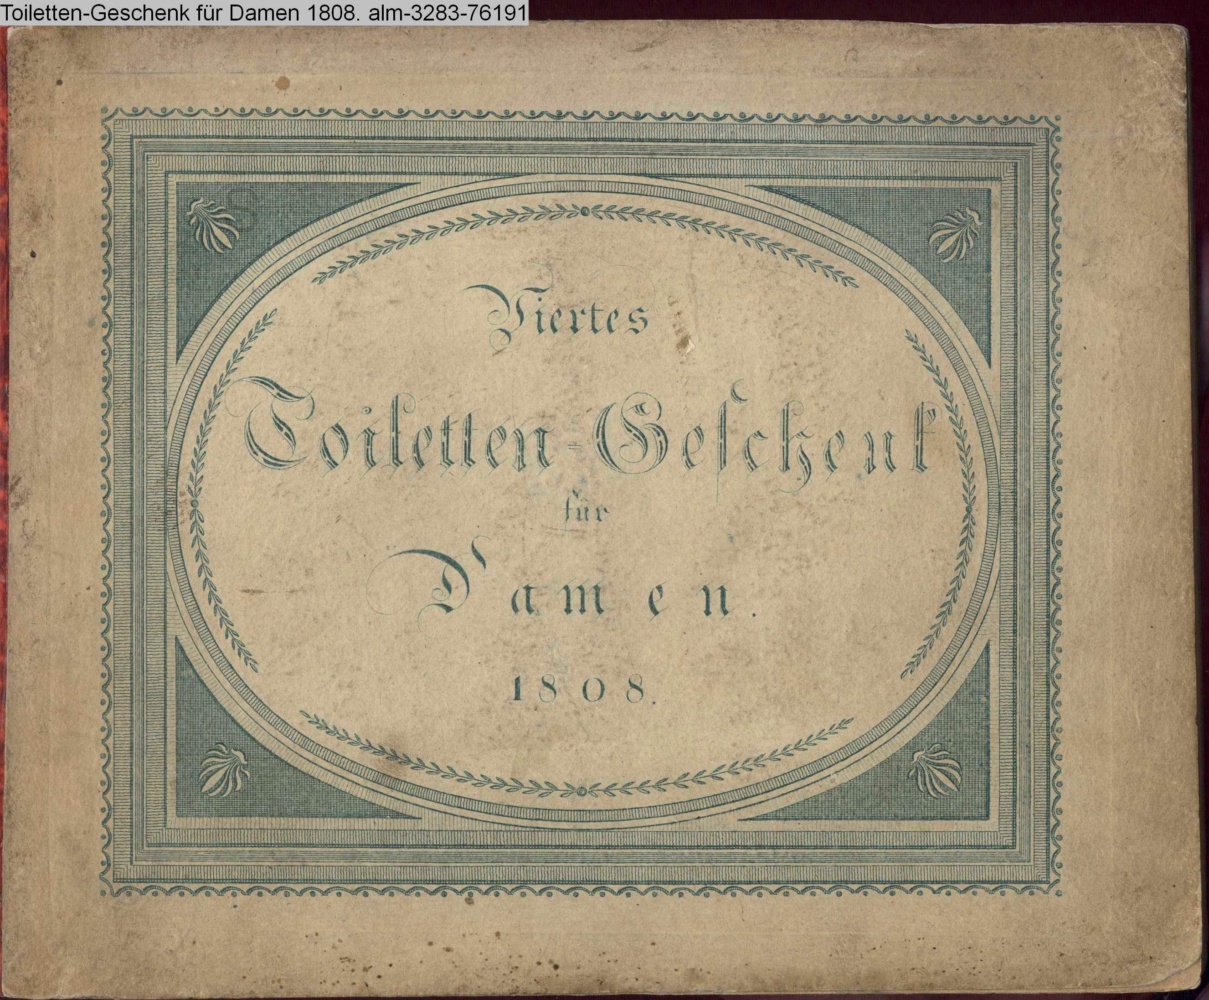 Toiletten-Geschenk für Damen 1808. alm-3283-76191
Viertes
Toiletten-Geschenk
für
Damen.
1808.